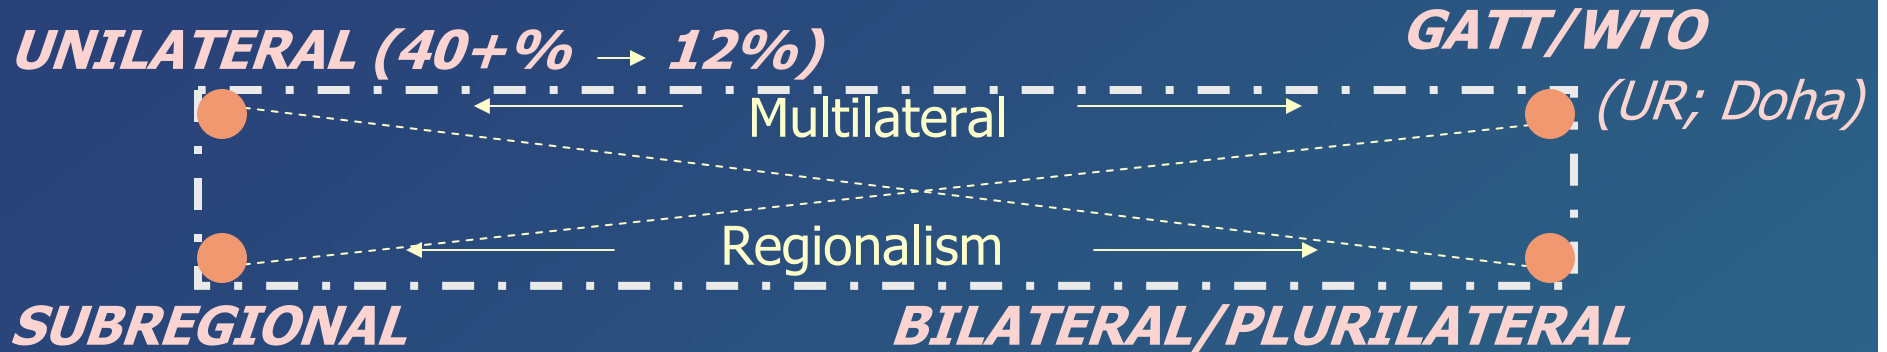 GATT/WTO
UNILATERAL (40+% → 12%)
(UR; Doha)
Multilateral
Regionalism
SUBREGIONAL
BILATERAL/PLURILATERAL